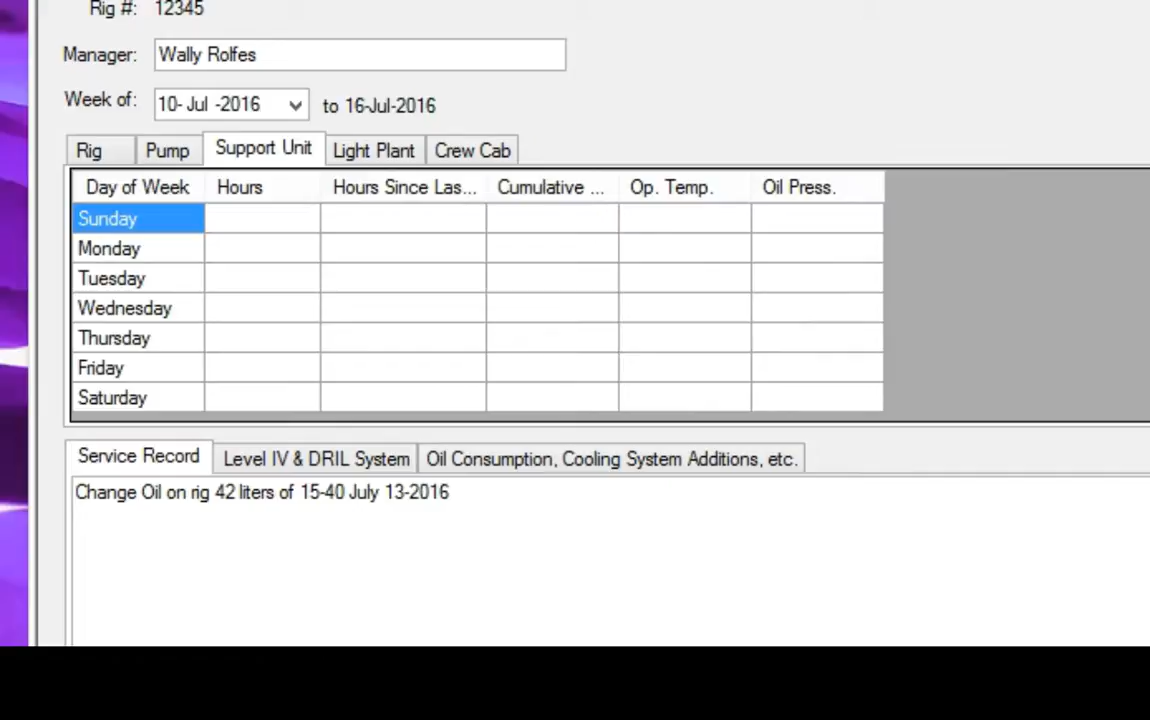 Rig #: 12345
Manager: Wally Rolfes
Week of: 10- Jul -2016 to 16-Jul-2016
Rig Pump Support Unit Light Plant Crew Cab
Day of Week Hours Hours Since Las... Cumulative ... Op. Temp. Oil Press.
Sunday
Monday
Tuesday
Wednesday
Thursday
Friday
Saturday
Service Record Level IV & DRIL System Oil Consumption, Cooling System Additions, etc.
Change Oil on rig 42 liters of 15-40 July 13-2016